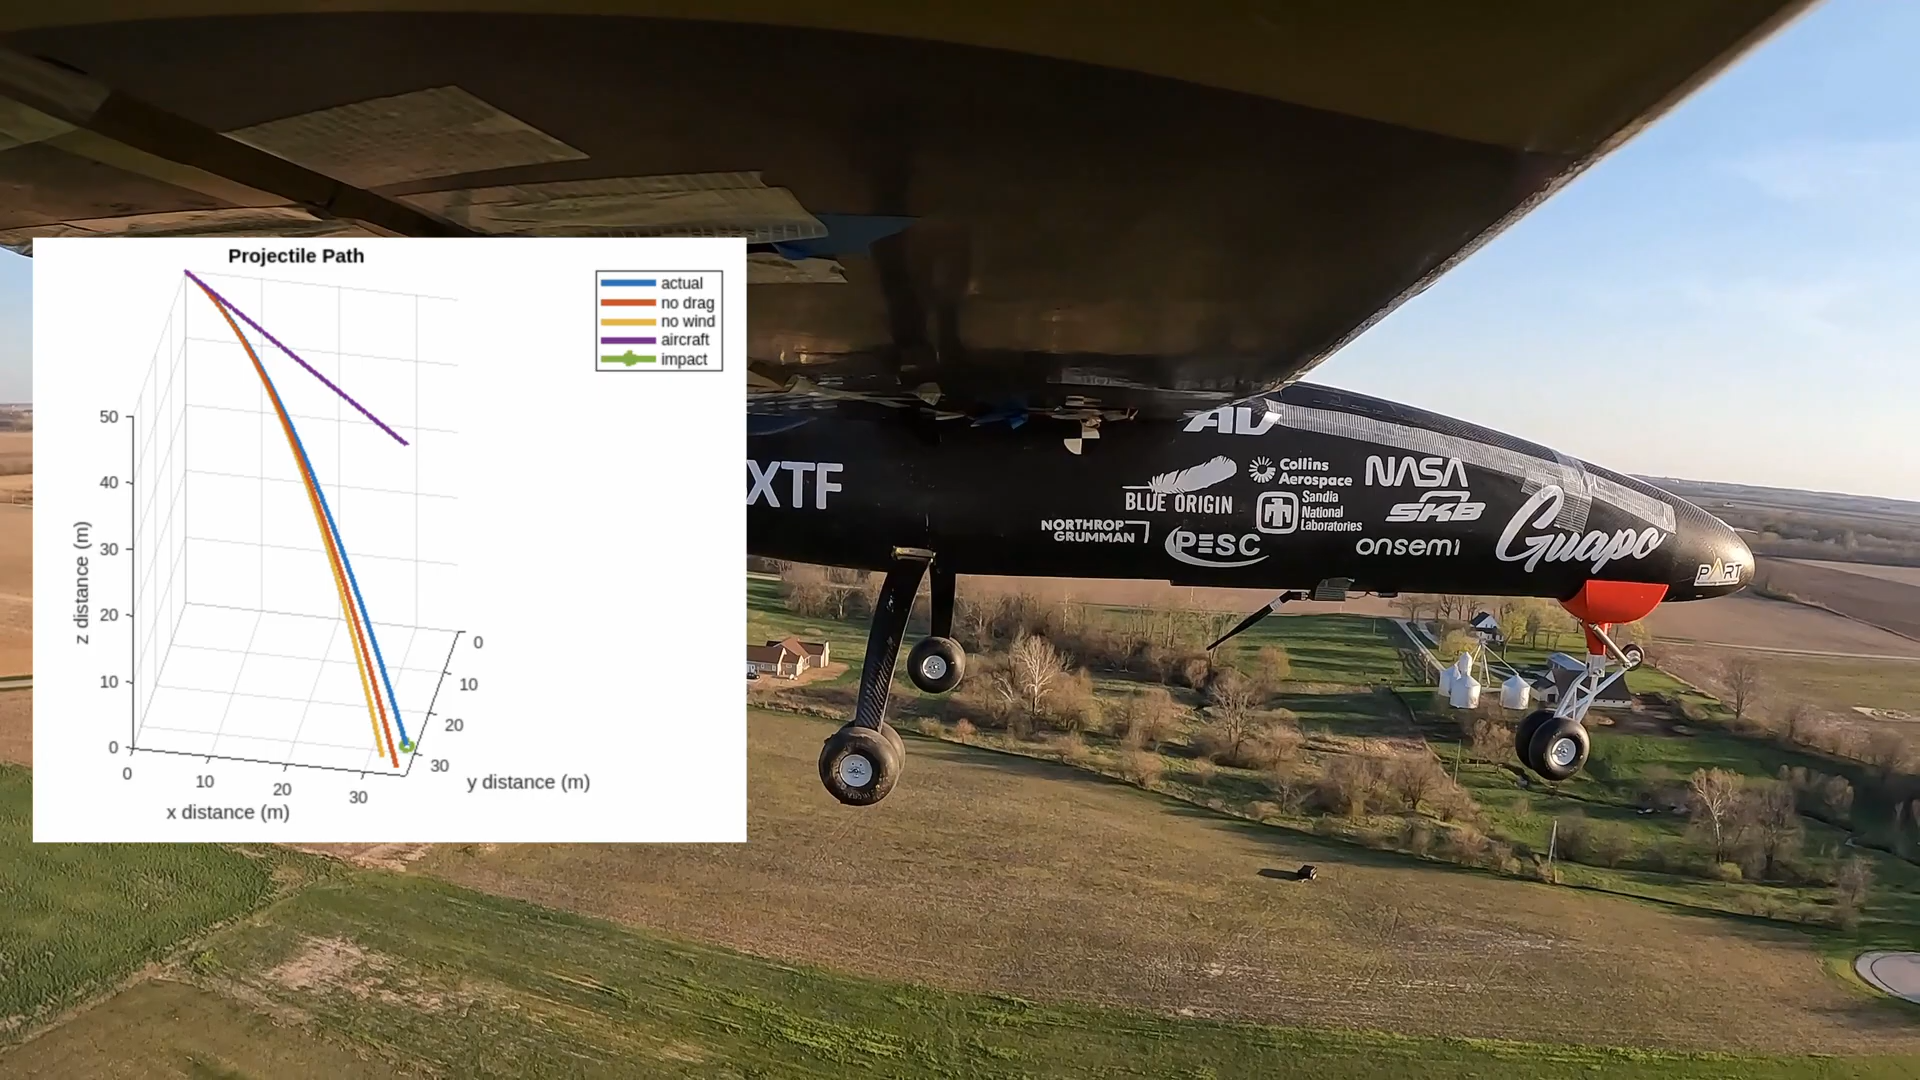 Projectile Path
actual
no drag
no wind
aircraft
impact
50
40
30
20
10
0
z distance (m)
0
10
20
30
x distance (m)
0
10
20
30
y distance (m)
XTF
AV
BLUE ORIGIN
Collins
Aerospace
NASA
Sandia
National
Laboratories
SKB
NORTHROP
GRUMMAN
PESC
onsemi
Guapo
PART